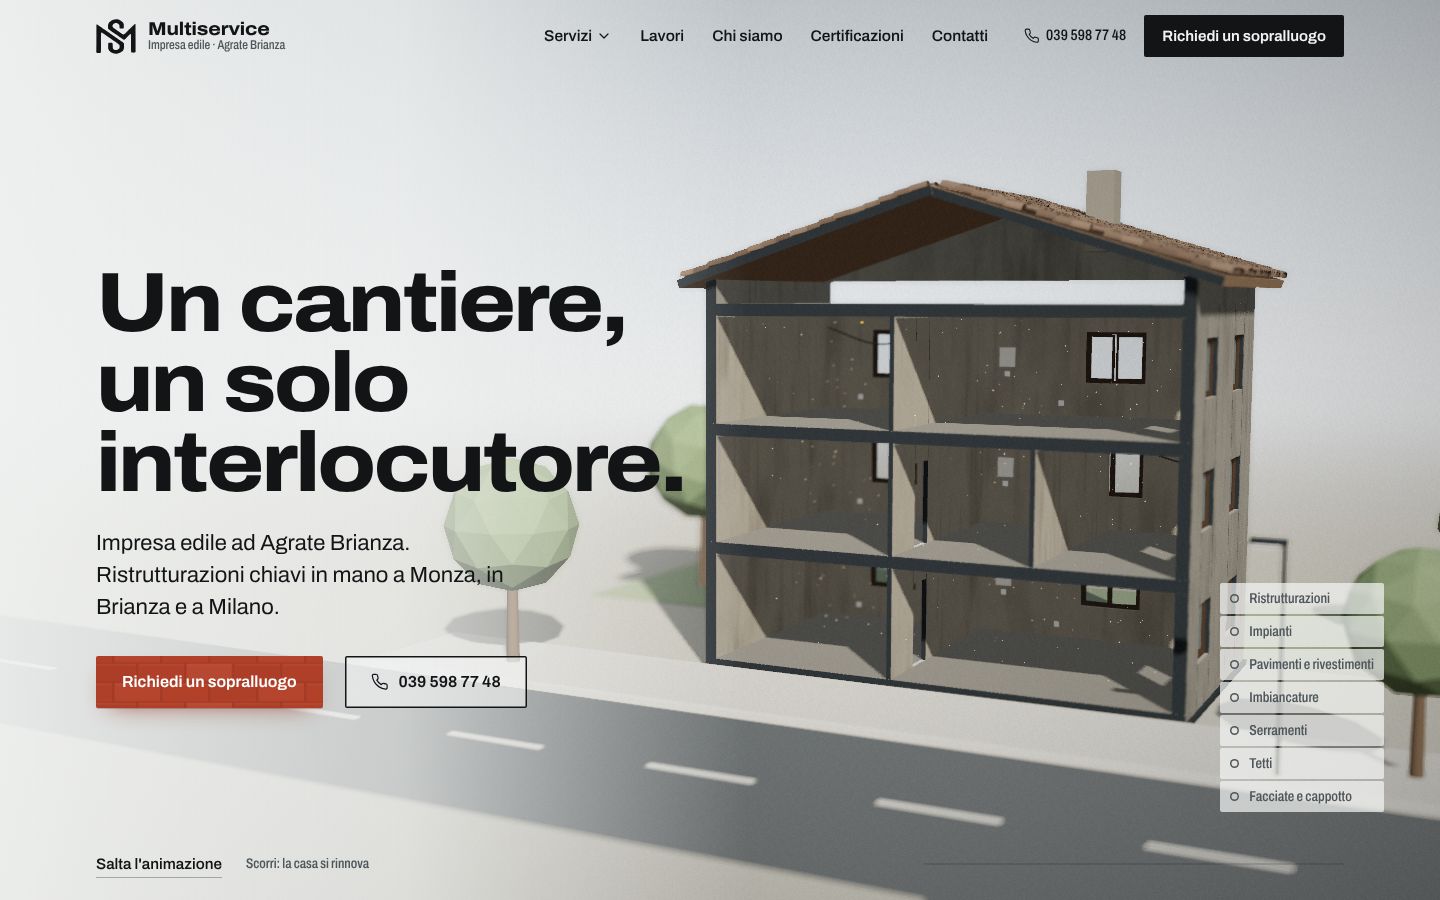 Multiservice
Impresa edile · Agrate Brianza
Servizi
Lavori
Chi siamo
Certificazioni
Contatti
039 598 77 48
Richiedi un sopralluogo
Un cantiere,
un solo
interlocutore.
Impresa edile ad Agrate Brianza.
Ristrutturazioni chiavi in mano a Monza, in
Brianza e a Milano.
Richiedi un sopralluogo
039 598 77 48
Ristrutturazioni
Impianti
Pavimenti e rivestimenti
Imbiancature
Serramenti
Tetti
Facciate e cappotto
Salta l'animazione
Scorri: la casa si rinnova